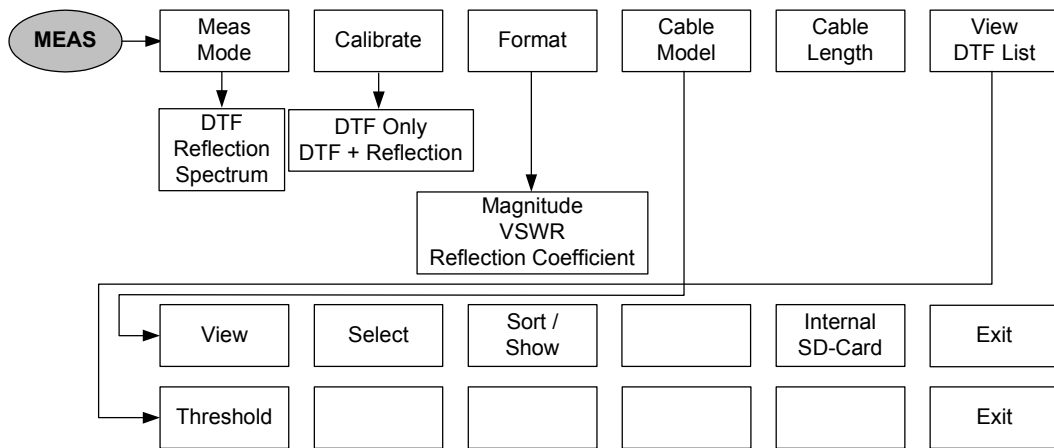 MEAS
Meas
Mode
Calibrate
Format
Cable
Model
Cable
Length
View
DTF List
DTF
Reflection
Spectrum
DTF Only
DTF + Reflection
Magnitude
VSWR
Reflection Coefficient
View
Select
Sort /
Show
Internal
SD-Card
Exit
Threshold
Exit